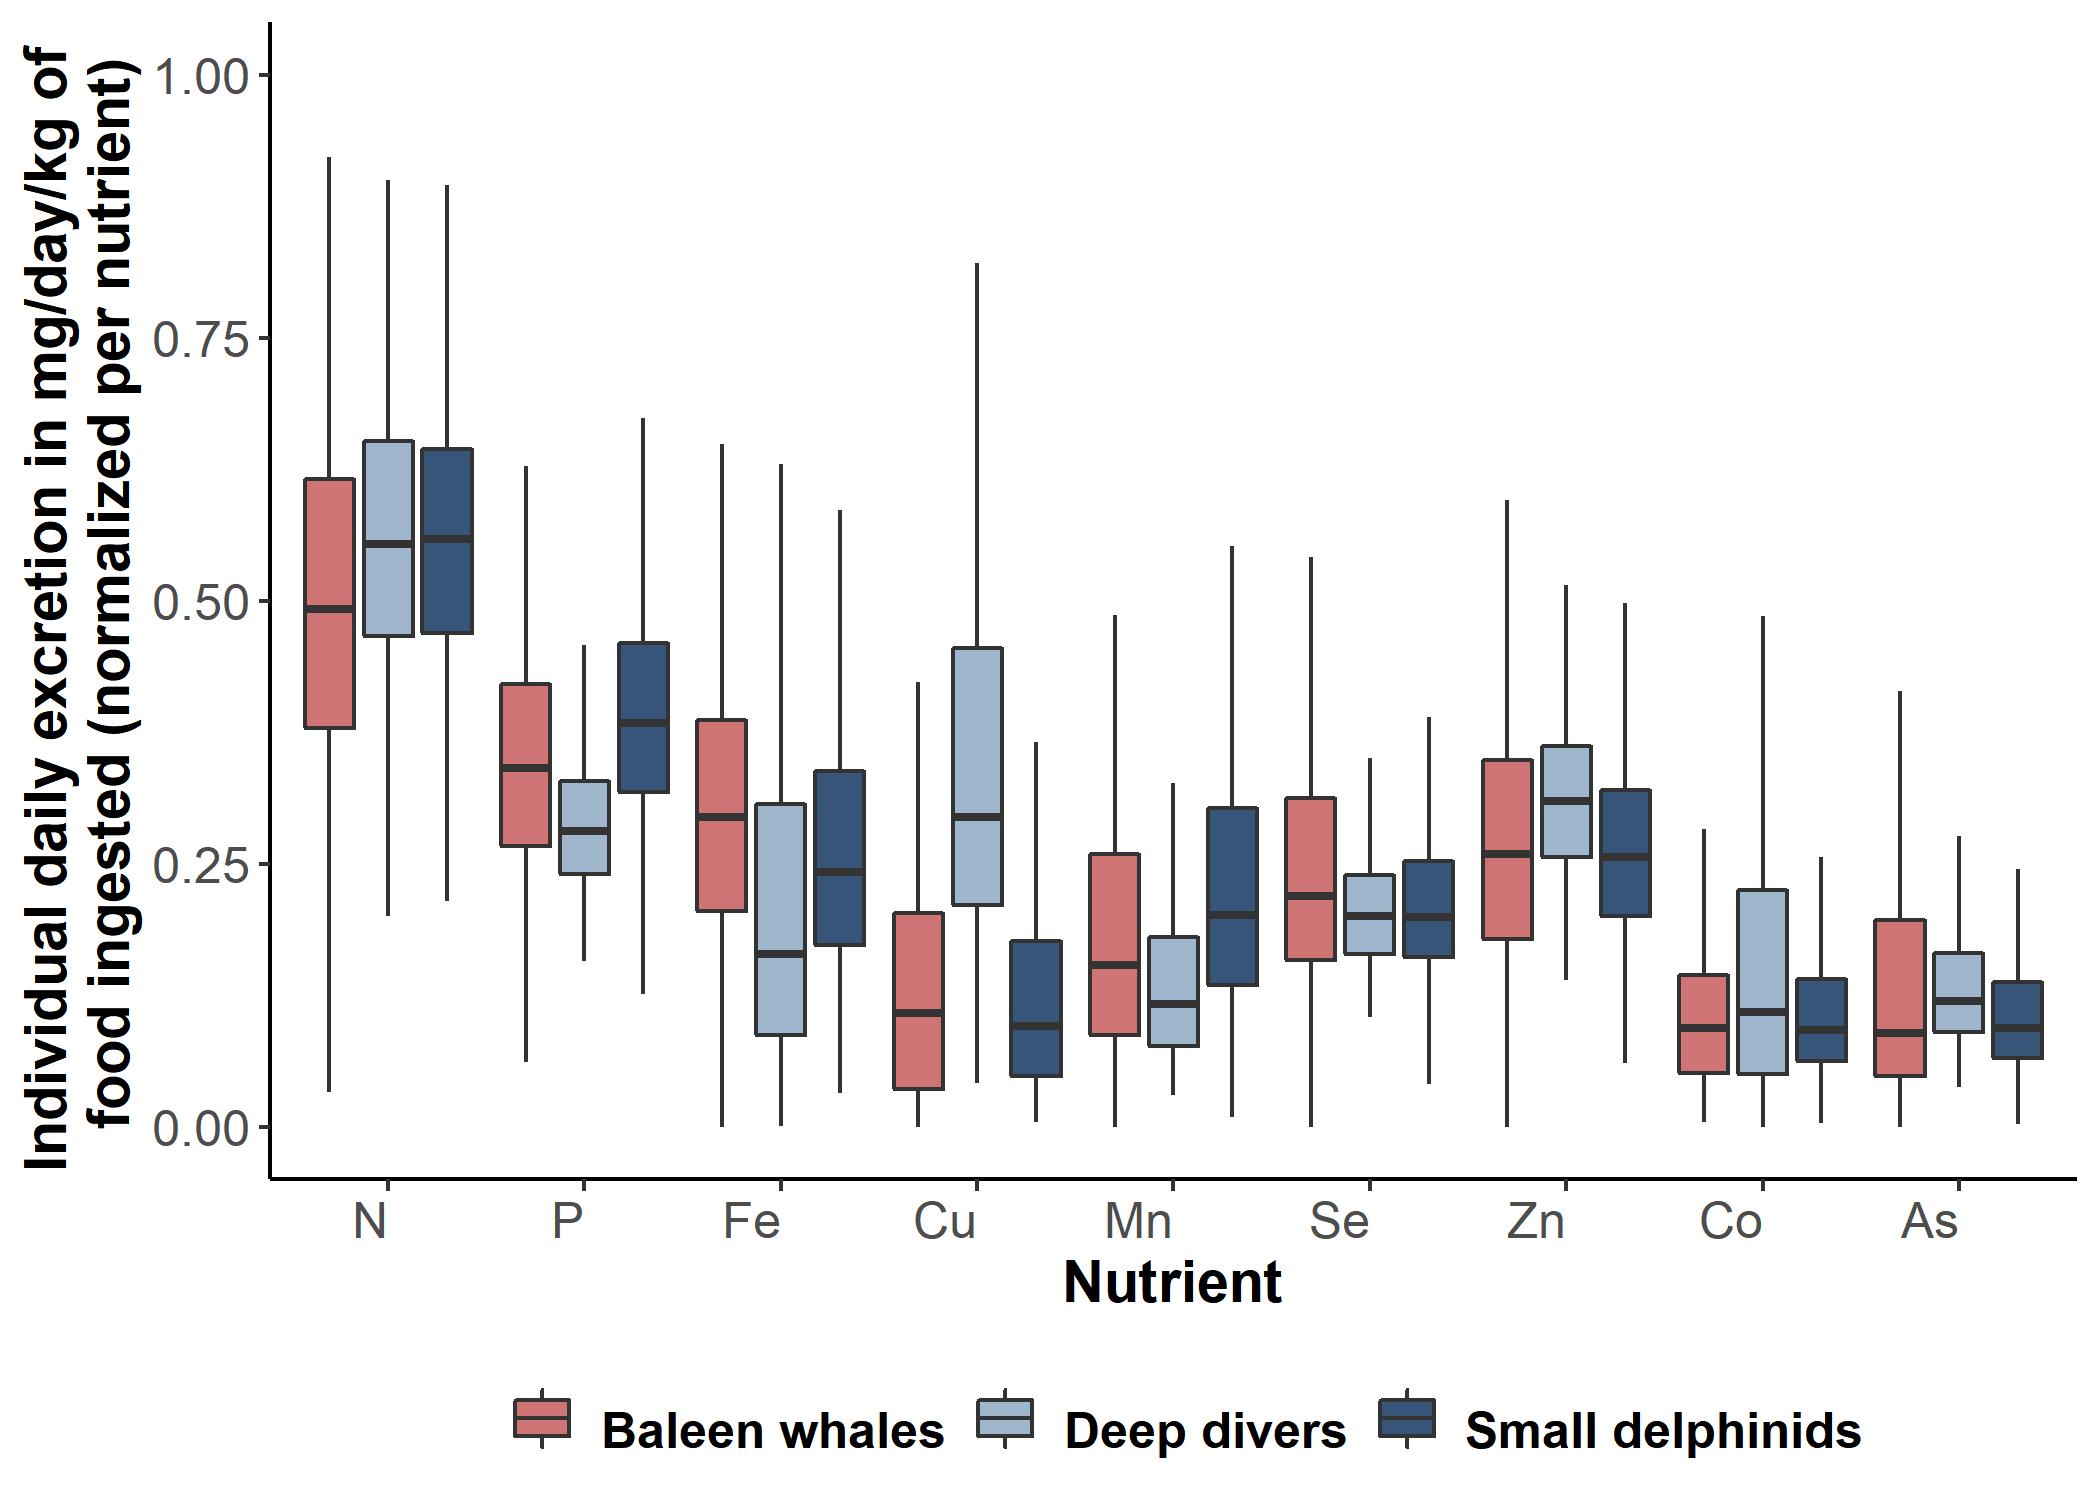 Individual daily excretion in mg/day/kg of
food ingested (normalized per nutrient)
1.00
0.75
0.50
0.25
0.00
N P Fe Cu Mn Se Zn Co As
Nutrient
Baleen whales Deep divers Small delphinids